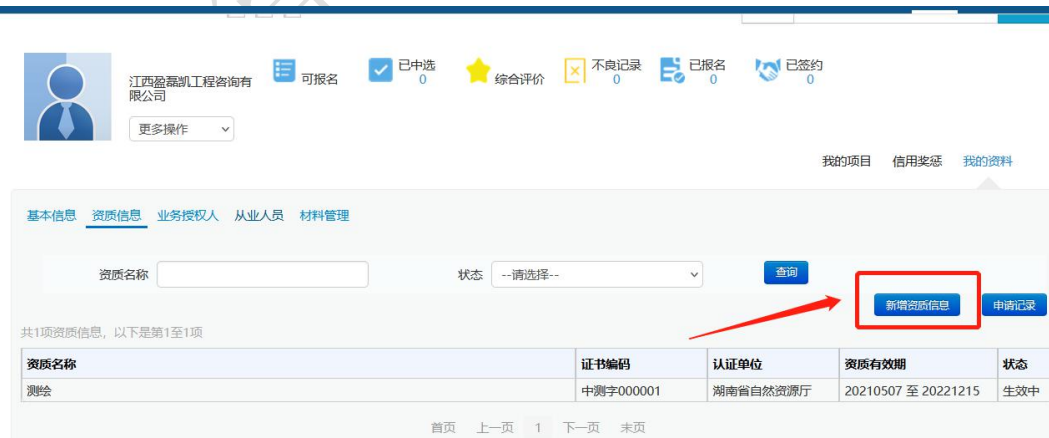 江西盈磊凯工程咨询有限公司
更多操作
可报名
已中选 0
综合评价
不良记录 0
已报名 0
已签约 0
我的项目 信用奖惩 我的资料
基本信息 资质信息 业务授权人 从业人员 材料管理
资质名称 状态 --请选择-- 查询
新增资质信息 申请记录
共1项资质信息，以下是第1至1项
资质名称 证书编码 认证单位 资质有效期 状态
测绘 中测字000001 湖南省自然资源厅 20210507 至 20221215 生效中
首页 上一页 1 下一页 末页